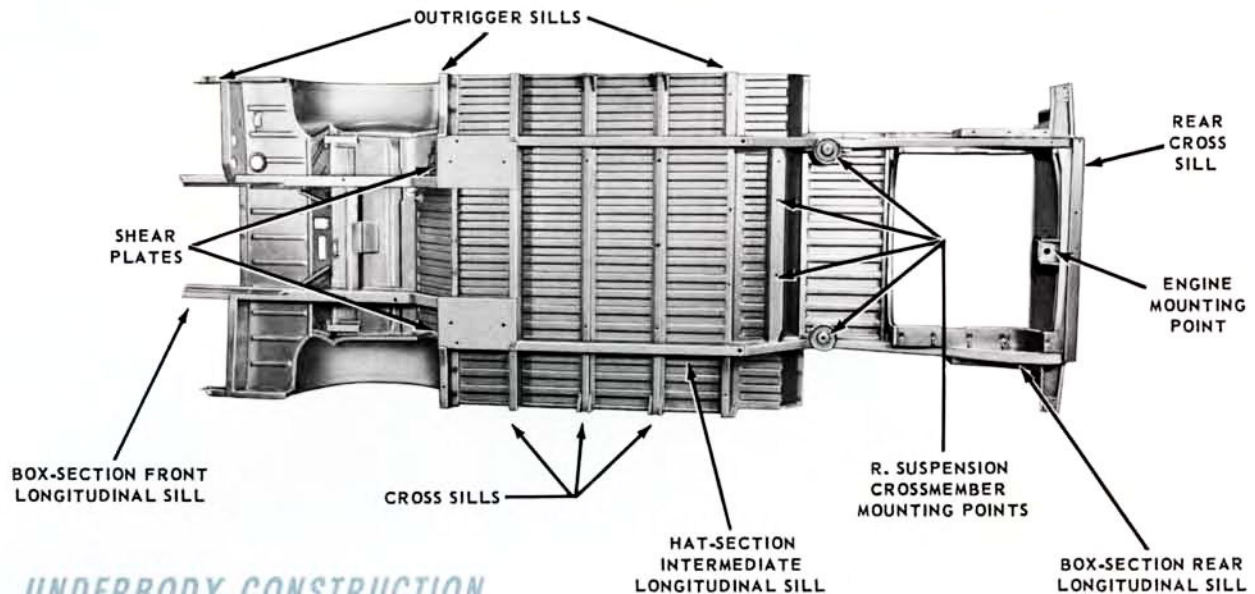 OUTRIGGER SILLS
REAR
CROSS
SILL
SHEAR
PLATES
ENGINE
MOUNTING
POINT
BOX-SECTION FRONT
LONGITUDINAL SILL
CROSS SILLS
R. SUSPENSION
CROSSMEMBER
MOUNTING POINTS
HAT-SECTION
INTERMEDIATE
LONGITUDINAL SILL
BOX-SECTION REAR
LONGITUDINAL SILL
UNDERBODY CONSTRUCTION